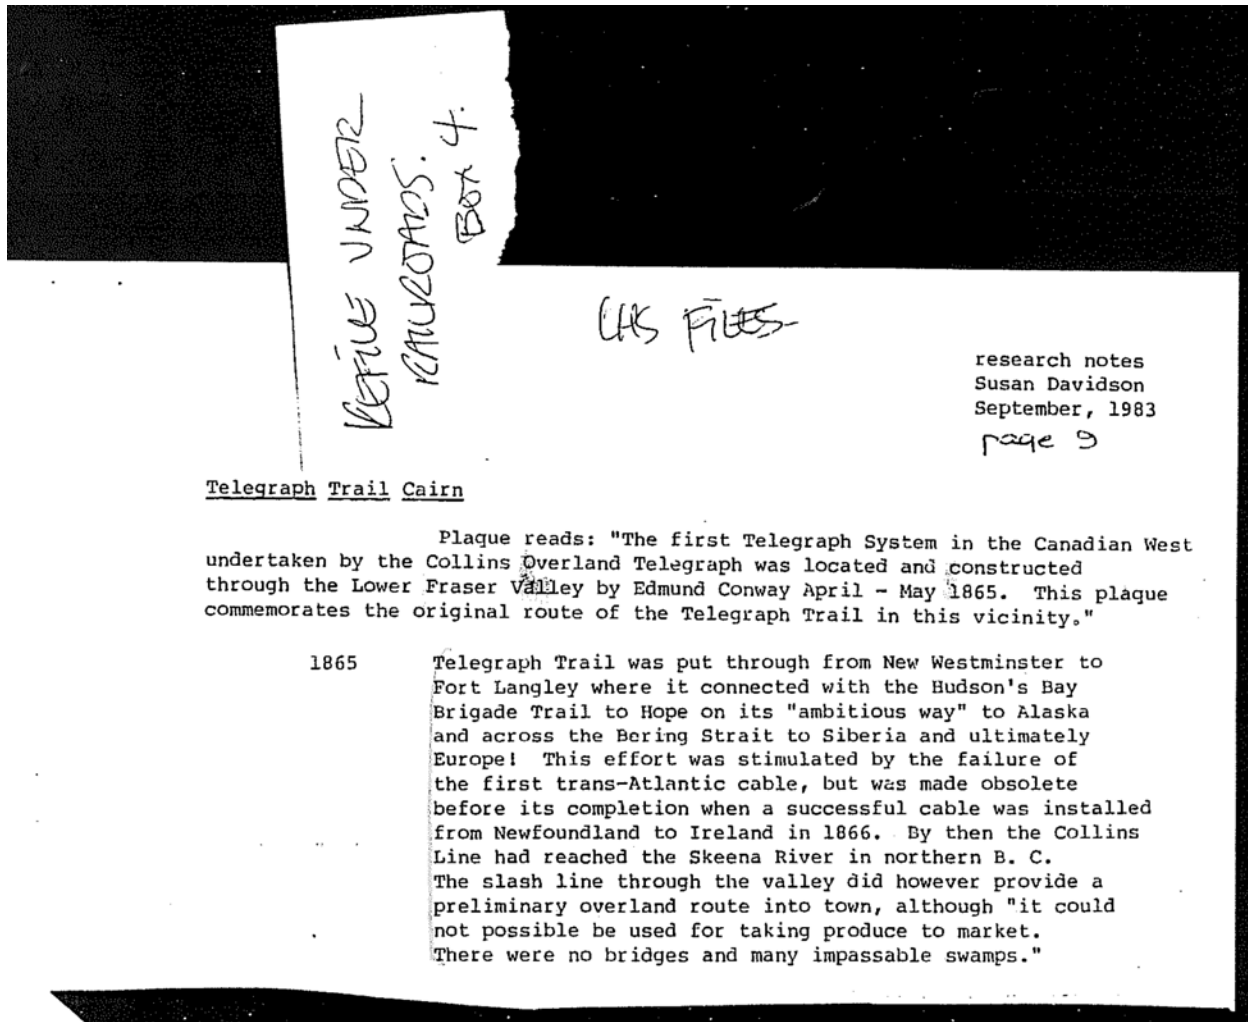 REFILE UNDER
RAILROADS.
BOX 4.
LHS FILES
research notes
Susan Davidson
September, 1983
page 9
Telegraph Trail Cairn
Plaque reads: "The first Telegraph System in the Canadian West
undertaken by the Collins Overland Telegraph was located and constructed
through the Lower Fraser Valley by Edmund Conway April - May 1865. This plaque
commemorates the original route of the Telegraph Trail in this vicinity."
1865 Telegraph Trail was put through from New Westminster to
Fort Langley where it connected with the Hudson's Bay
Brigade Trail to Hope on its "ambitious way" to Alaska
and across the Bering Strait to Siberia and ultimately
Europe! This effort was stimulated by the failure of
the first trans-Atlantic cable, but was made obsolete
before its completion when a successful cable was installed
from Newfoundland to Ireland in 1866. By then the Collins
Line had reached the Skeena River in northern B. C.
The slash line through the valley did however provide a
preliminary overland route into town, although "it could
not possible be used for taking produce to market.
There were no bridges and many impassable swamps."